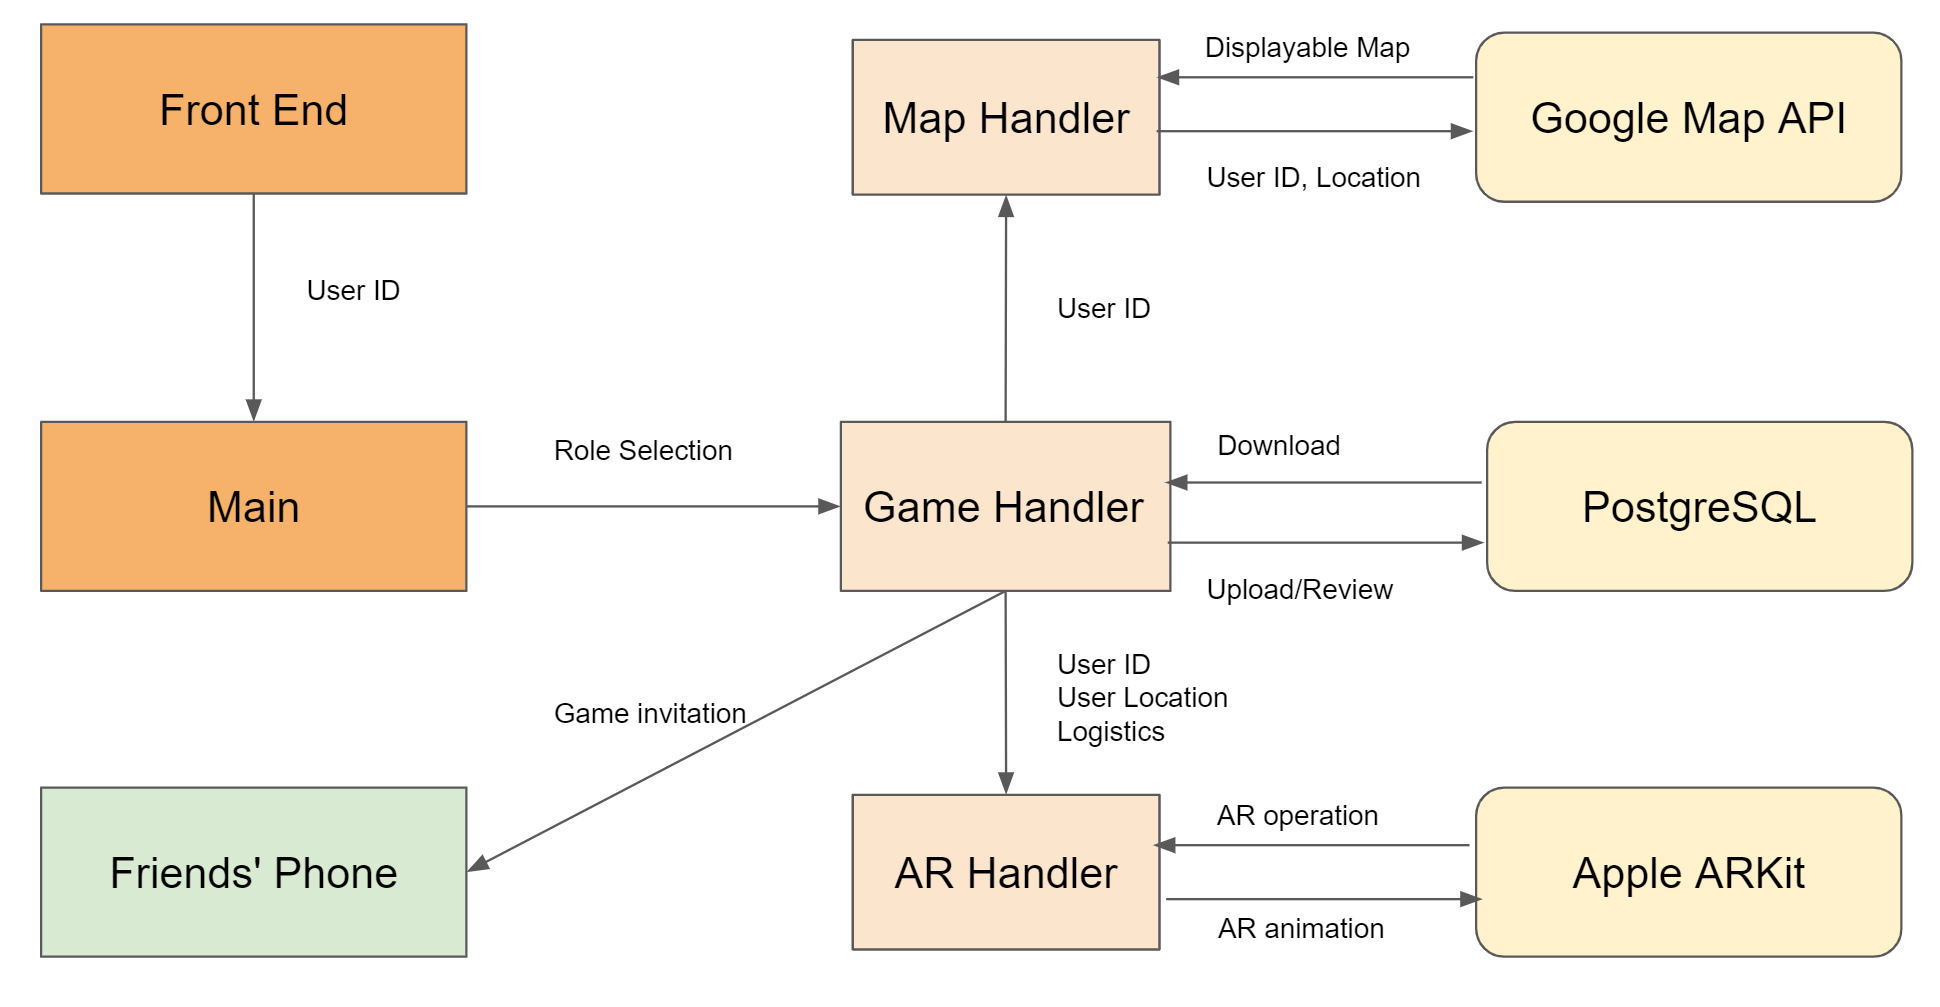 Front End
Map Handler
Displayable Map
User ID, Location
Google Map API
User ID
User ID
Main
Role Selection
Game Handler
Download
Upload/Review
PostgreSQL
Game invitation
User ID
User Location
Logistics
Friends' Phone
AR Handler
AR operation
AR animation
Apple ARKit